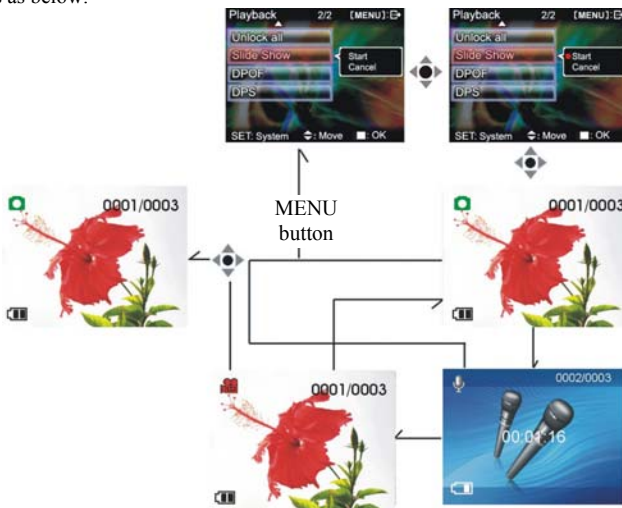 s as below.
Playback 2/2 [MENU]:
Unlock all
Slide Show
Start
Cancel
DPOF
DPS
SET: System : Move : OK
Playback 2/2 [MENU]:
Unlock all
Slide Show
Start
Cancel
DPOF
DPS
SET: System : Move : OK
0001/0003
MENU
button
0001/0003
0001/0003
0002/0003
00:01:16